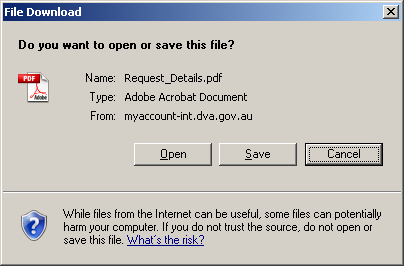 File Download
Do you want to open or save this file?
PDF
Adobe
Name: Request_Details.pdf
Type: Adobe Acrobat Document
From: myaccount-int.dva.gov.au
Open Save Cancel
While files from the Internet can be useful, some files can potentially
harm your computer. If you do not trust the source, do not open or
save this file. What's the risk?